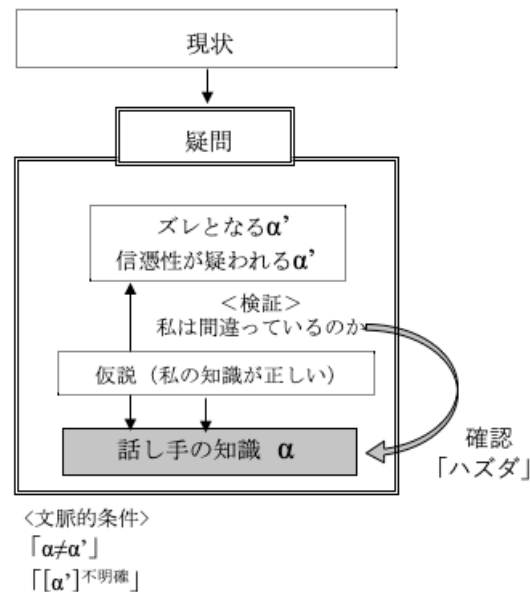 現状
疑問
ズレとなるα’
信憑性が疑われるα’
<検証>
私は間違っているのか
仮説（私の知識が正しい）
話し手の知識 α
確認
「ハズダ」
<文脈的条件>
「α≠α’」
「[α’]不明確」